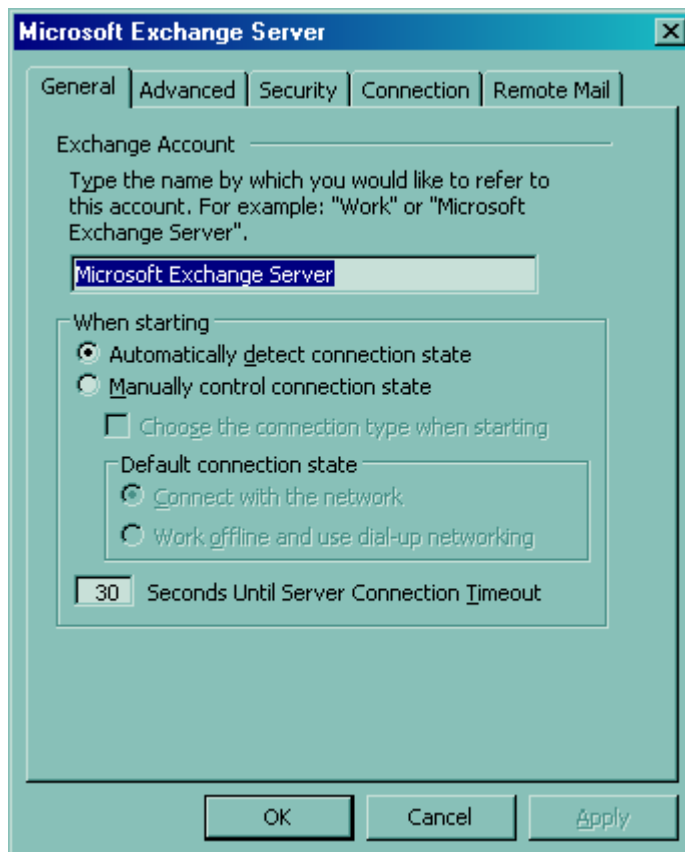 Microsoft Exchange Server
General
Advanced
Security
Connection
Remote Mail
Exchange Account
Type the name by which you would like to refer to
this account. For example: "Work" or "Microsoft
Exchange Server".
Microsoft Exchange Server
When starting
Automatically detect connection state
Manually control connection state
Choose the connection type when starting
Default connection state
Connect with the network
Work offline and use dial-up networking
30 Seconds Until Server Connection Timeout
OK
Cancel
Apply